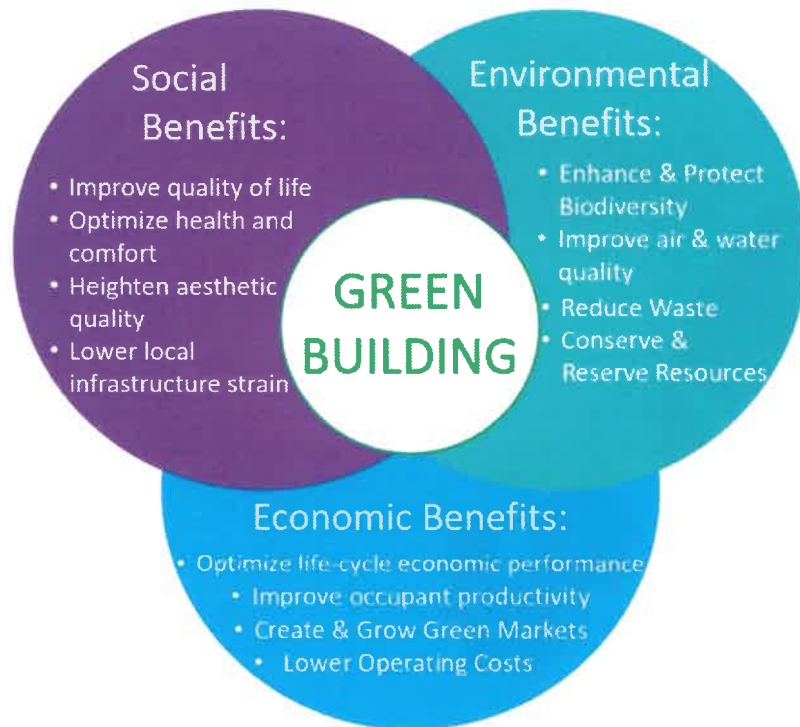 Social
Benefits:
• Improve quality of life
• Optimize health and
comfort
• Heighten aesthetic
quality
• Lower local
infrastructure strain
Environmental
Benefits:
• Enhance & Protect
Biodiversity
• Improve air & water
quality
• Reduce Waste
• Conserve &
Reserve Resources
GREEN
BUILDING
Economic Benefits:
• Optimize life-cycle economic performance
• Improve occupant productivity
• Create & Grow Green Markets
• Lower Operating Costs